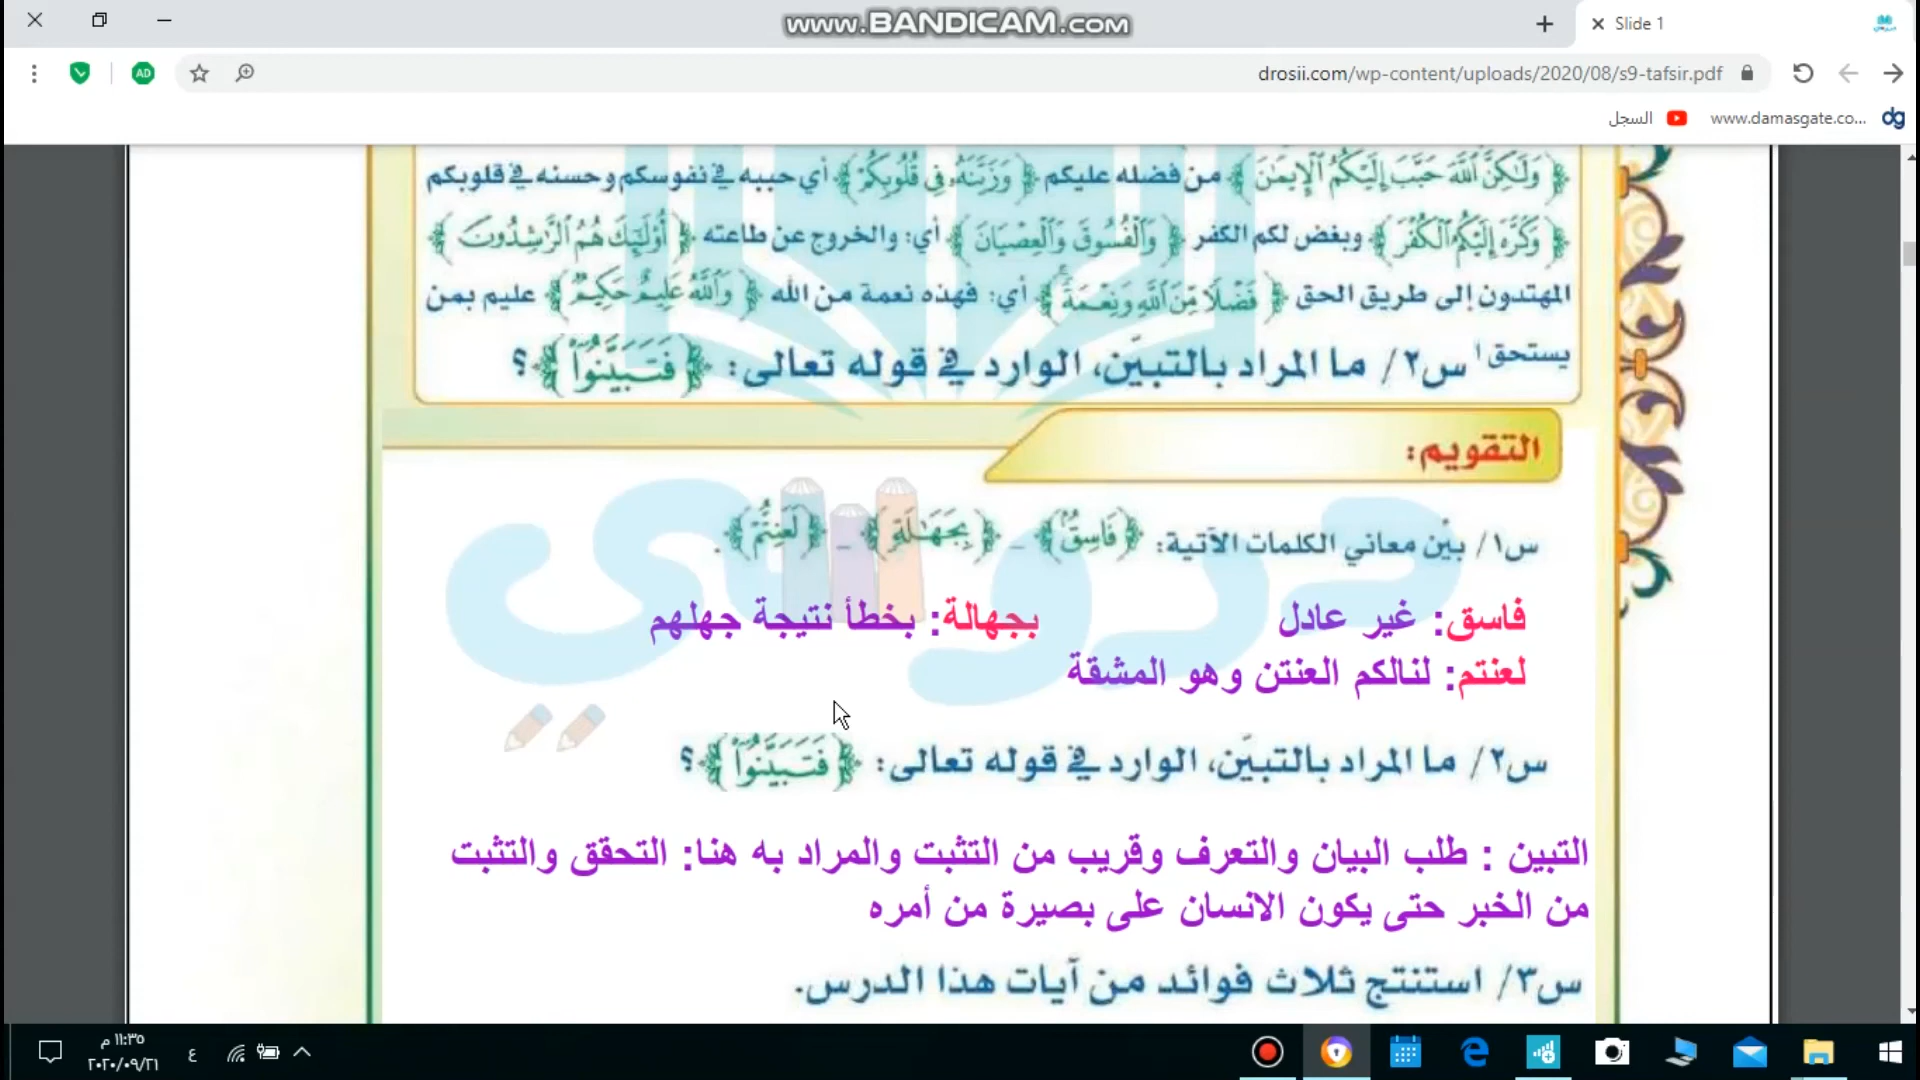 www.BANDICAM.com
Slide 1
drosii.com/wp-content/uploads/2020/08/s9-tafsir.pdf
www.damasgate.co...
السجل
﴿وَلَٰكِنَّ ٱللَّهَ حَبَّبَ إِلَيْكُمُ ٱلْإِيمَٰنَ﴾ من فضله عليكم ﴿وَزَيَّنَهُۥ فِى قُلُوبِكُمْ﴾ أي حببه في نفوسكم وحسنه في قلوبكم
﴿وَكَرَّهَ إِلَيْكُمُ ٱلْكُفْرَ﴾ وبغض لكم الكفر ﴿وَٱلْفُسُوقَ وَٱلْعِصْيَانَ﴾ أي: والخروج عن طاعته ﴿أُو۟لَٰٓئِكَ هُمُ ٱلرَّٰشِدُونَ﴾
المهتدون إلى طريق الحق ﴿فَضْلًا مِّنَ ٱللَّهِ وَنِعْمَةً﴾ أي: فهذه نعمة من الله ﴿وَٱللَّهُ عَلِيمٌ حَكِيمٌ﴾ عليم بمن
يستحق
س٢/ ما المراد بالتبيّن، الوارد في قوله تعالى: ﴿فَتَبَيَّنُوٓا۟﴾؟
التقويم:
س١/ بيّن معاني الكلمات الآتية: ﴿فَاسِقٌ﴾ - ﴿بِجَهَٰلَةٍ﴾ - ﴿لَعَنِتُّمْ﴾.
فاسق: غير عادل
بجهالة: بخطأ نتيجة جهلهم
لعنتم: لنالكم العنتن وهو المشقة
س٢/ ما المراد بالتبيّن، الوارد في قوله تعالى: ﴿فَتَبَيَّنُوٓا۟﴾؟
التبين : طلب البيان والتعرف وقريب من التثبت والمراد به هنا: التحقق والتثبت
من الخبر حتى يكون الانسان على بصيرة من أمره
س٣/ استنتج ثلاث فوائد من آيات هذا الدرس.
دروسي
AD
١١:٣٥ م
٢٠٢٠/٠٩/٢١
ع